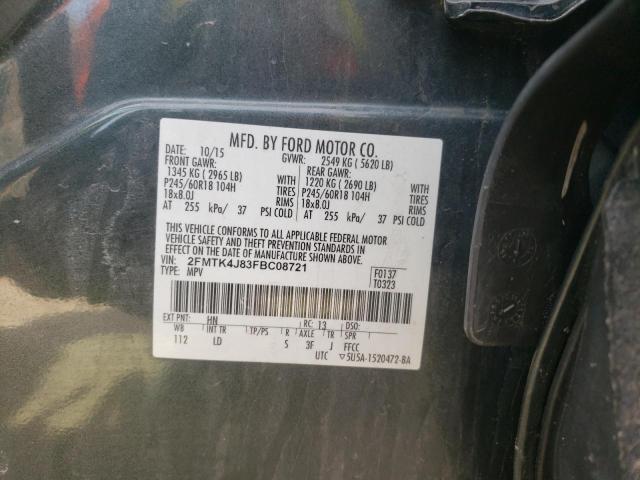 MFD. BY FORD MOTOR CO.
DATE: 10/15 GVWR: 2549 KG ( 5620 LB)
FRONT GAWR: REAR GAWR:
1345 KG ( 2965 LB) WITH 1220 KG ( 2690 LB) WITH
P245/60R18 104H TIRES P245/60R18 104H TIRES
18x8.0J RIMS 18x8.0J RIMS
AT 255 kPa/ 37 PSI COLD AT 255 kPa/ 37 PSI COLD
THIS VEHICLE CONFORMS TO ALL APPLICABLE FEDERAL MOTOR
VEHICLE SAFETY AND THEFT PREVENTION STANDARDS IN
EFFECT ON THE DATE OF MANUFACTURE SHOWN ABOVE.
VIN: 2FMTK4J83FBC08721
TYPE: MPV
F0137
T0323
EXT PNT: HN RC: 13 DSO:
WB INT TR TP/PS R AXLE TR SPR
112 LD S 3F J FFCC
UTC ▽5U5A-1520472-BA